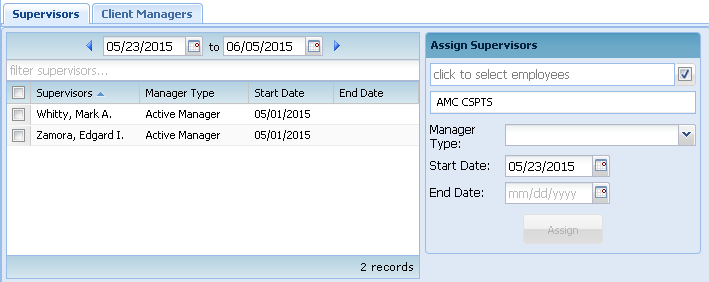 Supervisors
Client Managers
05/23/2015 to 06/05/2015
filter supervisors...
Supervisors Manager Type Start Date End Date
Whitty, Mark A. Active Manager 05/01/2015
Zamora, Edgard I. Active Manager 05/01/2015
2 records
Assign Supervisors
click to select employees
AMC CSPTS
Manager
Type:
Start Date: 05/23/2015
End Date: mm/dd/yyyy
Assign